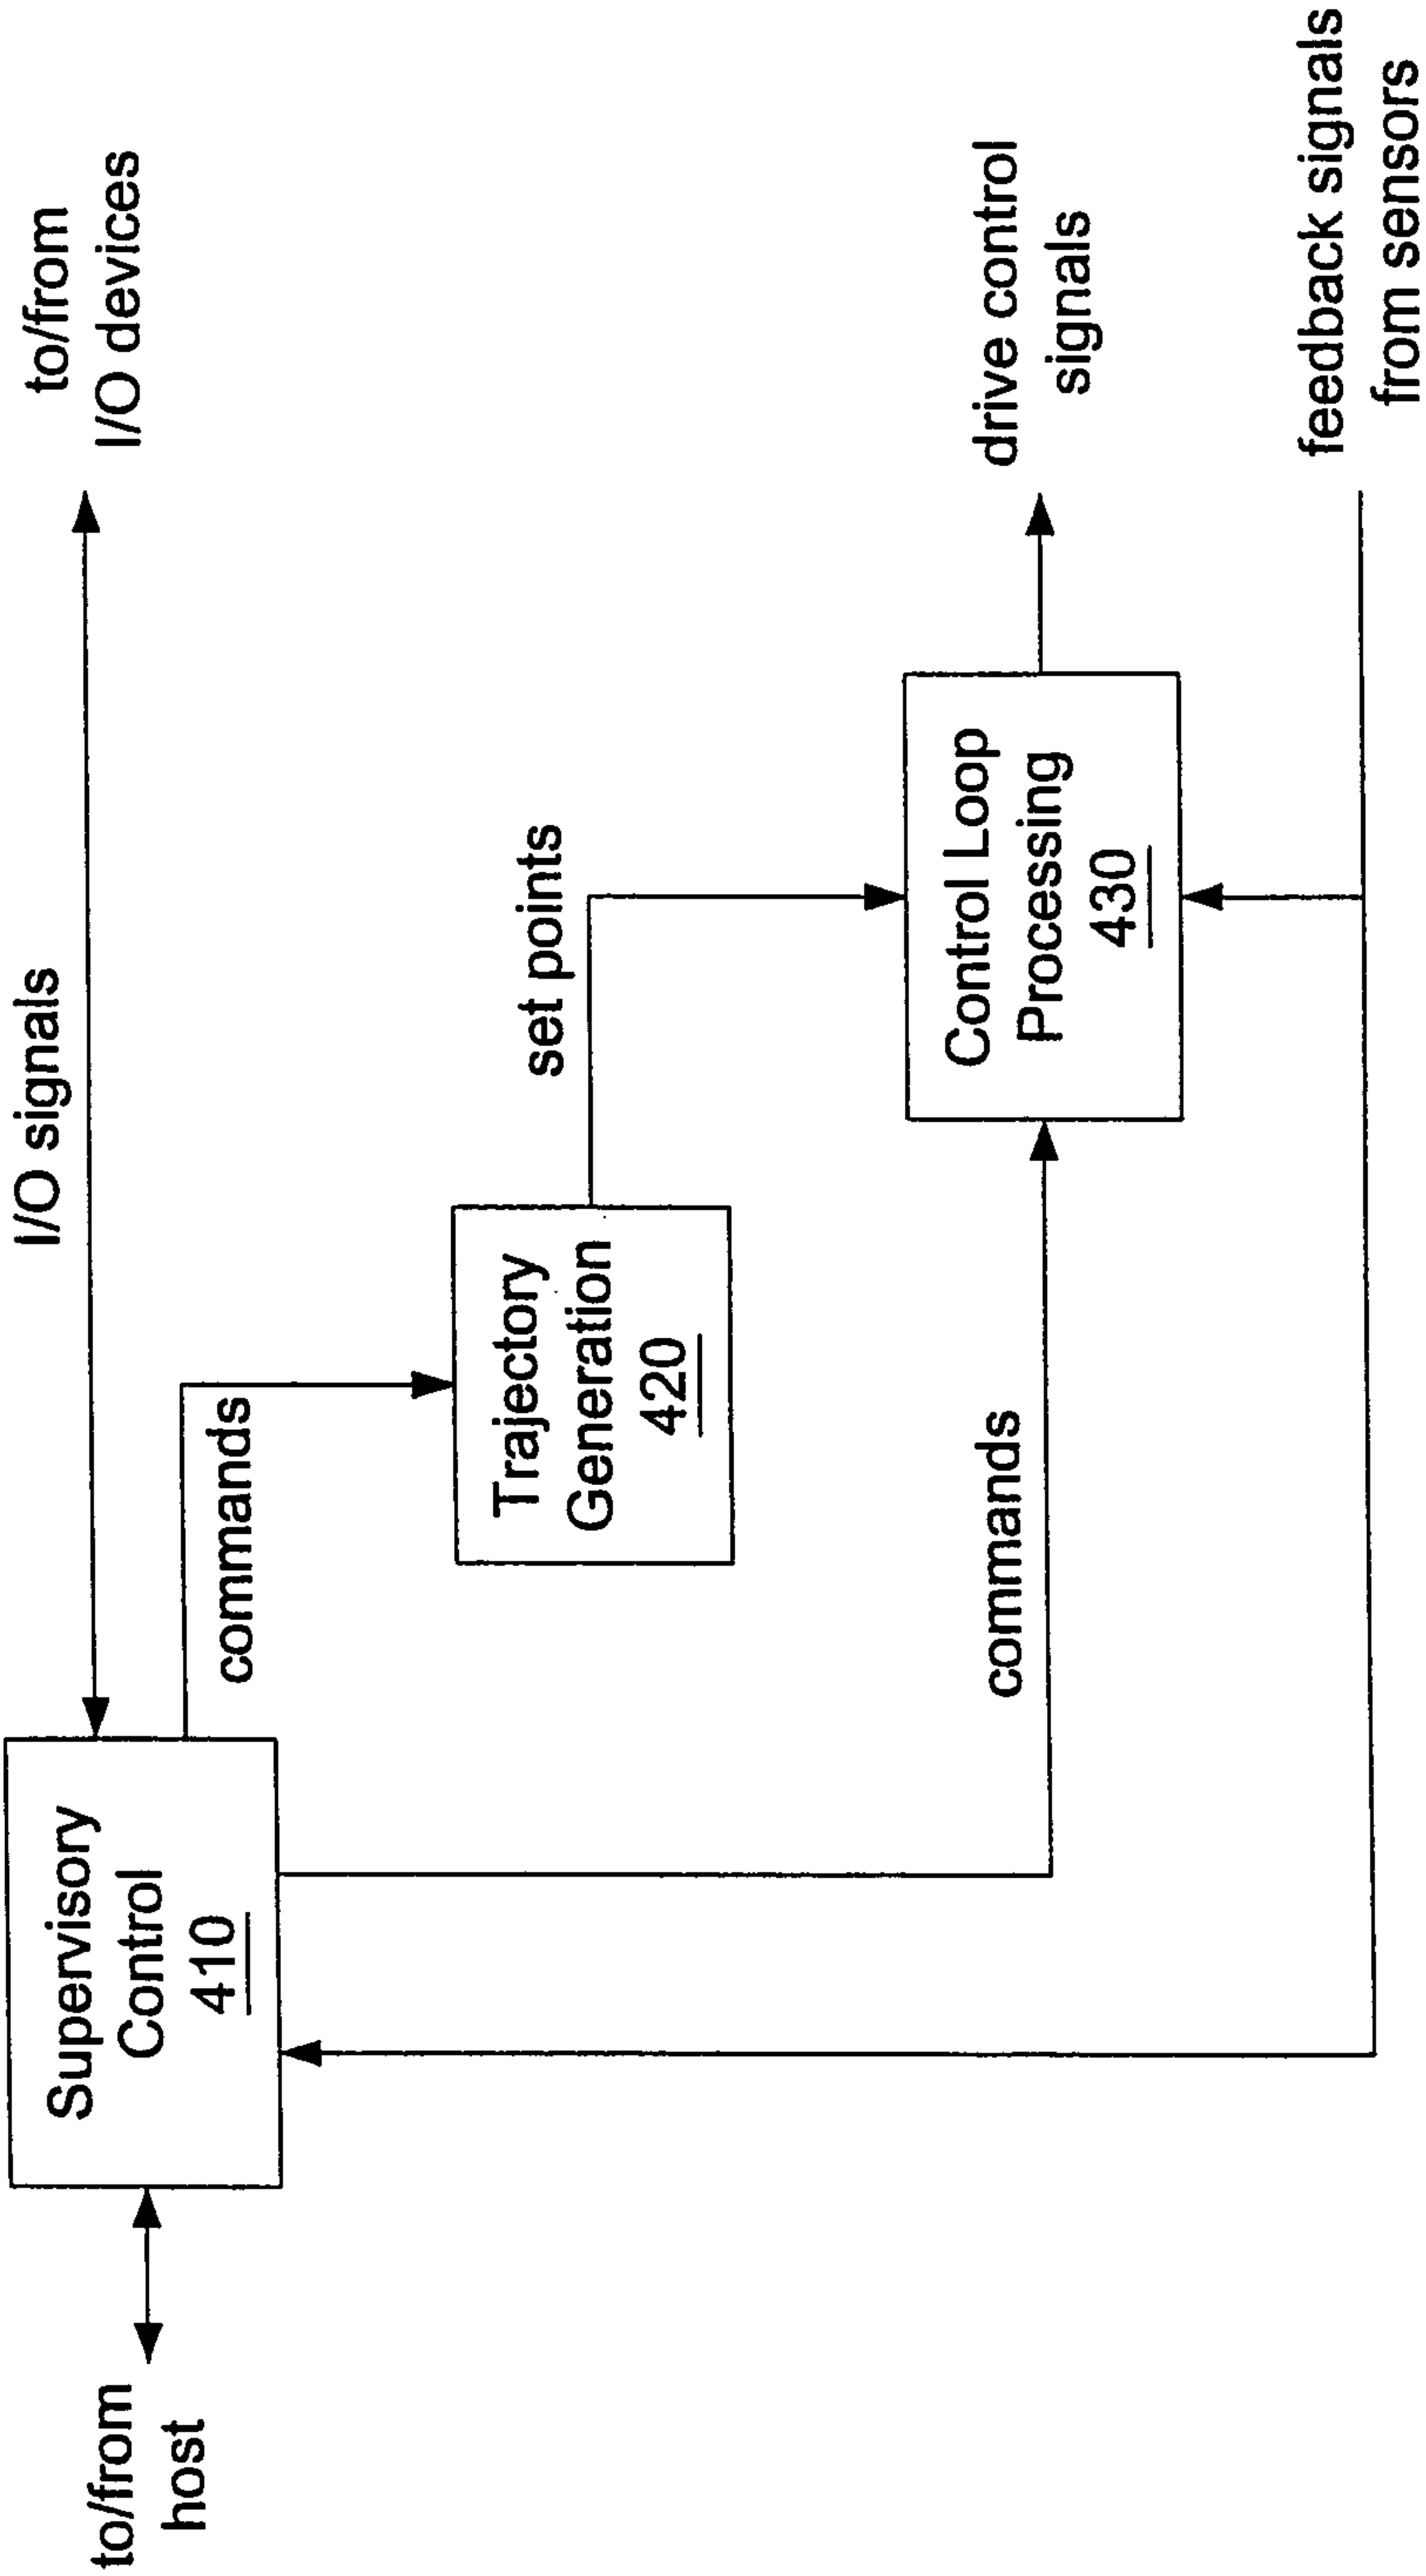 to/from
host
Supervisory
Control
410
I/O signals
to/from
I/O devices
commands
Trajectory
Generation
420
set points
commands
Control Loop
Processing
430
drive control
signals
feedback signals
from sensors